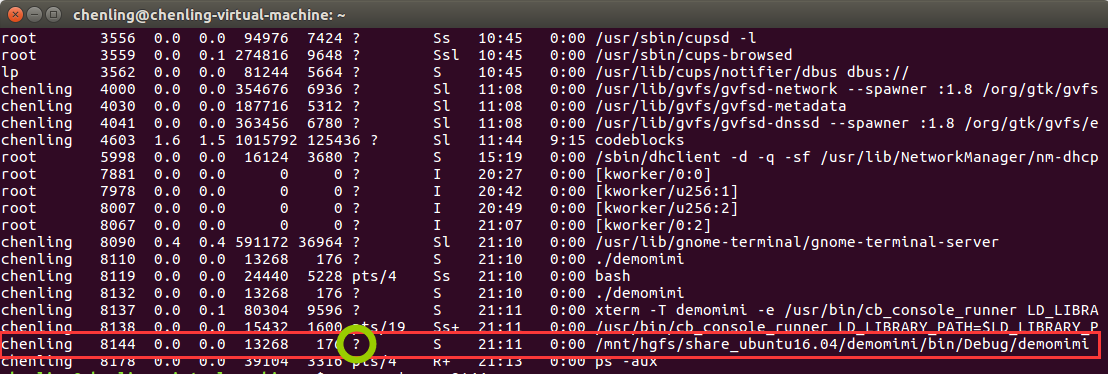 chenling@chenling-virtual-machine: ~
root 3556 0.0 0.0 94976 7424 ? Ss 10:45 0:00 /usr/sbin/cupsd -l
root 3559 0.0 0.1 274816 9648 ? Ssl 10:45 0:00 /usr/sbin/cups-browsed
lp 3562 0.0 0.0 81244 5664 ? S 10:45 0:00 /usr/lib/cups/notifier/dbus dbus://
chenling 4000 0.0 0.0 354676 6936 ? Sl 11:08 0:00 /usr/lib/gvfs/gvfsd-network --spawner :1.8 /org/gtk/gvfs
chenling 4030 0.0 0.0 187716 5312 ? Sl 11:08 0:00 /usr/lib/gvfs/gvfsd-metadata
chenling 4041 0.0 0.0 363456 6780 ? Sl 11:08 0:00 /usr/lib/gvfs/gvfsd-dnssd --spawner :1.8 /org/gtk/gvfs/e
chenling 4603 1.6 1.5 1015792 125436 ? Sl 11:44 9:15 codeblocks
root 5998 0.0 0.0 16124 3680 ? S 15:19 0:00 /sbin/dhclient -d -q -sf /usr/lib/NetworkManager/nm-dhcp
root 7881 0.0 0.0 0 0 ? I 20:27 0:00 [kworker/0:0]
root 7978 0.0 0.0 0 0 ? I 20:42 0:00 [kworker/u256:1]
root 8007 0.0 0.0 0 0 ? I 20:49 0:00 [kworker/u256:2]
root 8067 0.0 0.0 0 0 ? I 21:07 0:00 [kworker/0:2]
chenling 8090 0.4 0.4 591172 36964 ? Sl 21:10 0:00 /usr/lib/gnome-terminal/gnome-terminal-server
chenling 8110 0.0 0.0 13268 176 ? S 21:10 0:00 ./demomimi
chenling 8119 0.0 0.0 24440 5228 pts/4 Ss 21:10 0:00 bash
chenling 8132 0.0 0.0 13268 176 ? S 21:10 0:00 ./demomimi
chenling 8137 0.0 0.1 80304 9596 ? S 21:11 0:00 xterm -T demomimi -e /usr/bin/cb_console_runner LD_LIBRA
chenling 8138 0.0 0.0 15432 1600 pts/19 Ss+ 21:11 0:00 /usr/bin/cb_console_runner LD_LIBRARY_PATH=$LD_LIBRARY_P
chenling 8144 0.0 0.0 13268 176 ? S 21:11 0:00 /mnt/hgfs/share_ubuntu16.04/demomimi/bin/Debug/demomimi
chenling 8178 0.0 0.0 39104 3316 pts/4 R+ 21:13 0:00 ps -aux